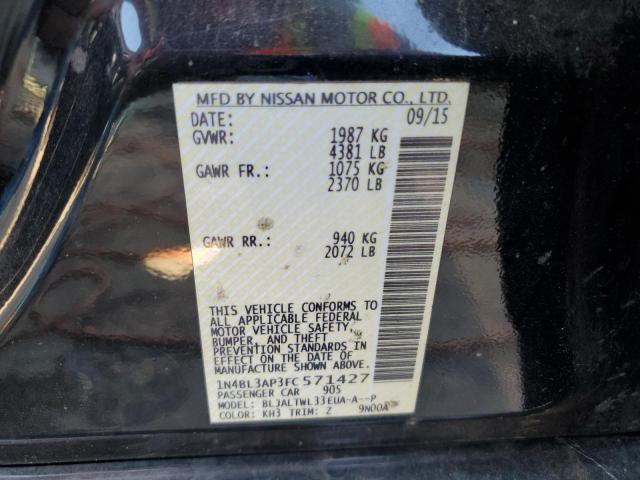 MFD BY NISSAN MOTOR CO., LTD.
DATE: 09/15
GVWR: 1987 KG
4381 LB
GAWR FR.: 1075 KG
2370 LB
GAWR RR.: 940 KG
2072 LB
THIS VEHICLE CONFORMS TO
ALL APPLICABLE FEDERAL
MOTOR VEHICLE SAFETY,
BUMPER, AND THEFT
PREVENTION STANDARDS IN
EFFECT ON THE DATE OF
MANUFACTURE SHOWN ABOVE.
1N4BL3AP3FC571427
PASSENGER CAR 905
MODEL: BLJALTWL33EUA-A--P
COLOR: KH3 TRIM: Z 9N00A